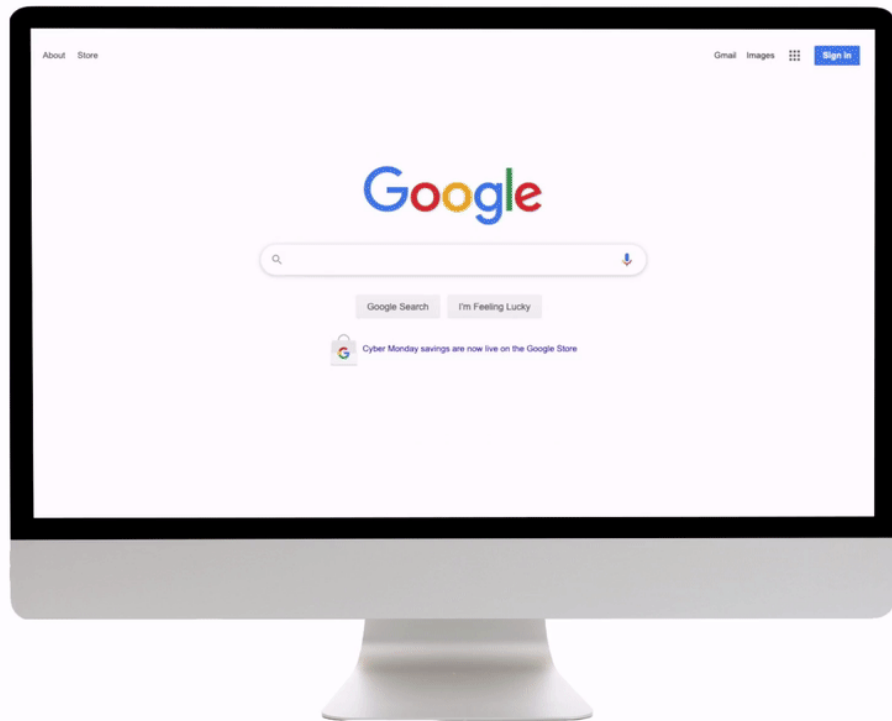 About Store
Gmail Images Sign in
Google
Google Search I'm Feeling Lucky
G Cyber Monday savings are now live on the Google Store